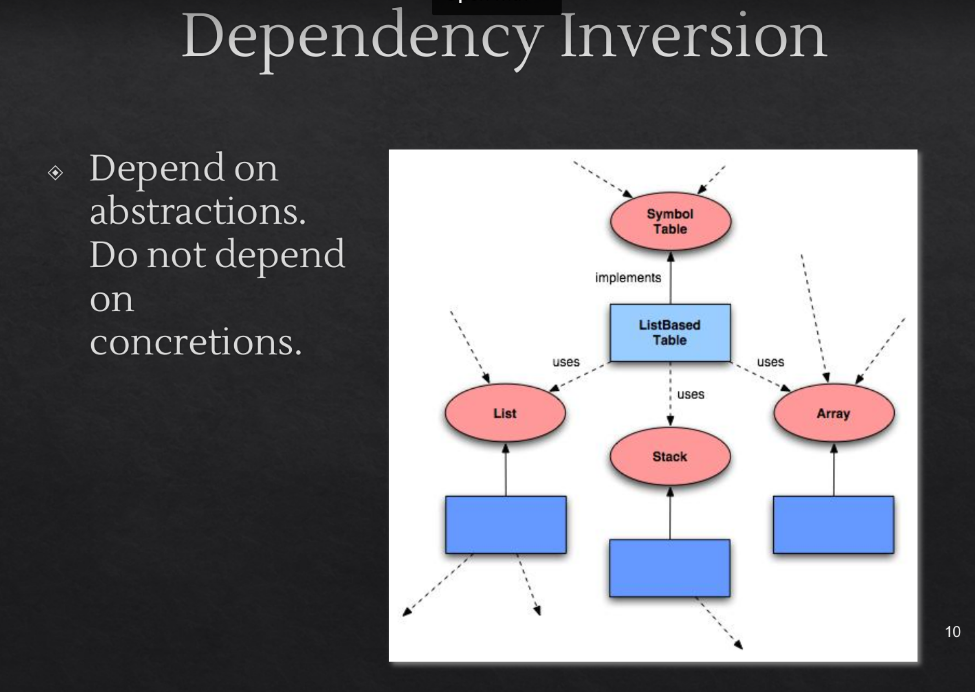 Dependency Inversion
Depend on
abstractions.
Do not depend
on
concretions.
Symbol
Table
implements
ListBased
Table
uses
uses
uses
List
Stack
Array
10